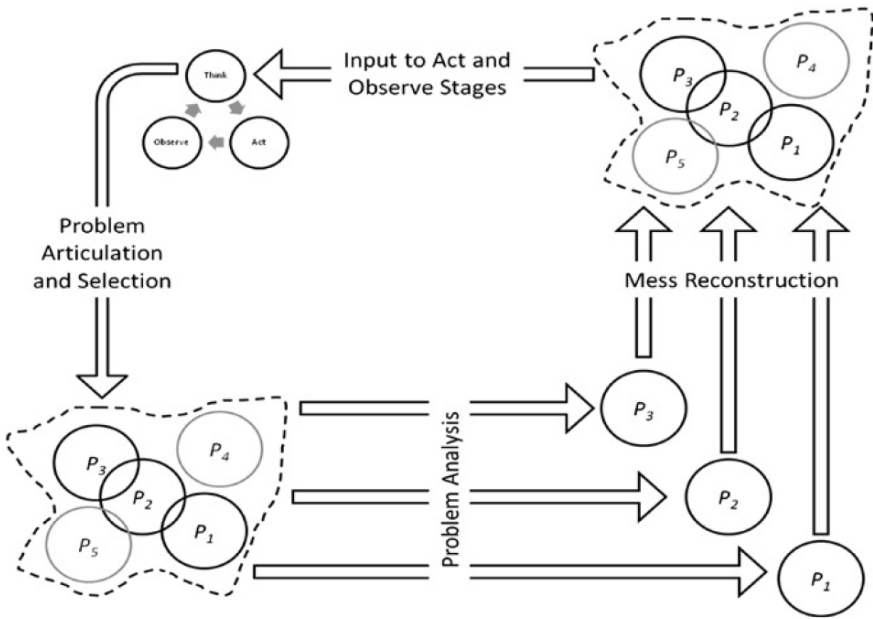 Think
Observe
Act
Input to Act and
Observe Stages
P3
P4
P2
P5
P1
Problem
Articulation
and Selection
Mess Reconstruction
P3
P4
P2
P5
P1
Problem Analysis
P3
P2
P1